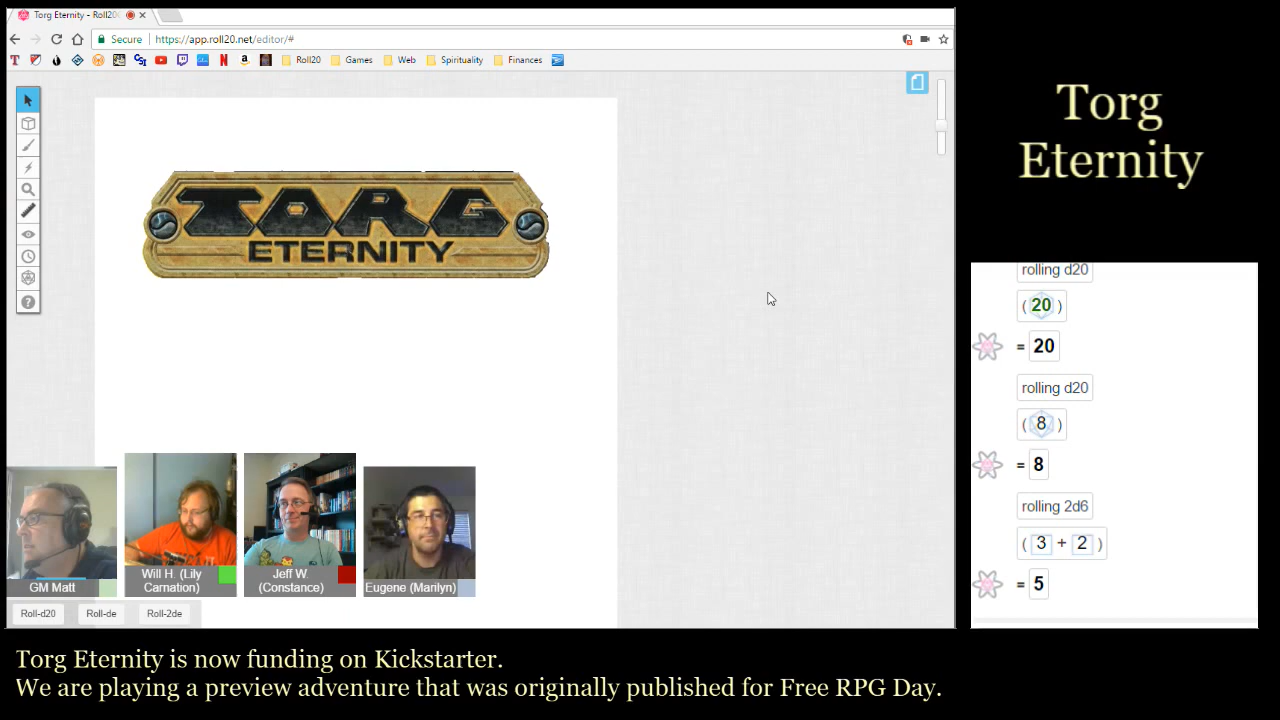 Torg Eternity - Roll20
Secure
https://app.roll20.net/editor/#
Roll20
Games
Web
Spirituality
Finances
TORG
ETERNITY
GM Matt
Will H. (Lily
Carnation)
Jeff W.
(Constance)
Eugene (Marilyn)
Roll-d20
Roll-de
Roll-2de
Torg
Eternity
rolling d20
(20)
= 20
rolling d20
(8)
= 8
rolling 2d6
(3 + 2)
= 5
Torg Eternity is now funding on Kickstarter.
We are playing a preview adventure that was originally published for Free RPG Day.